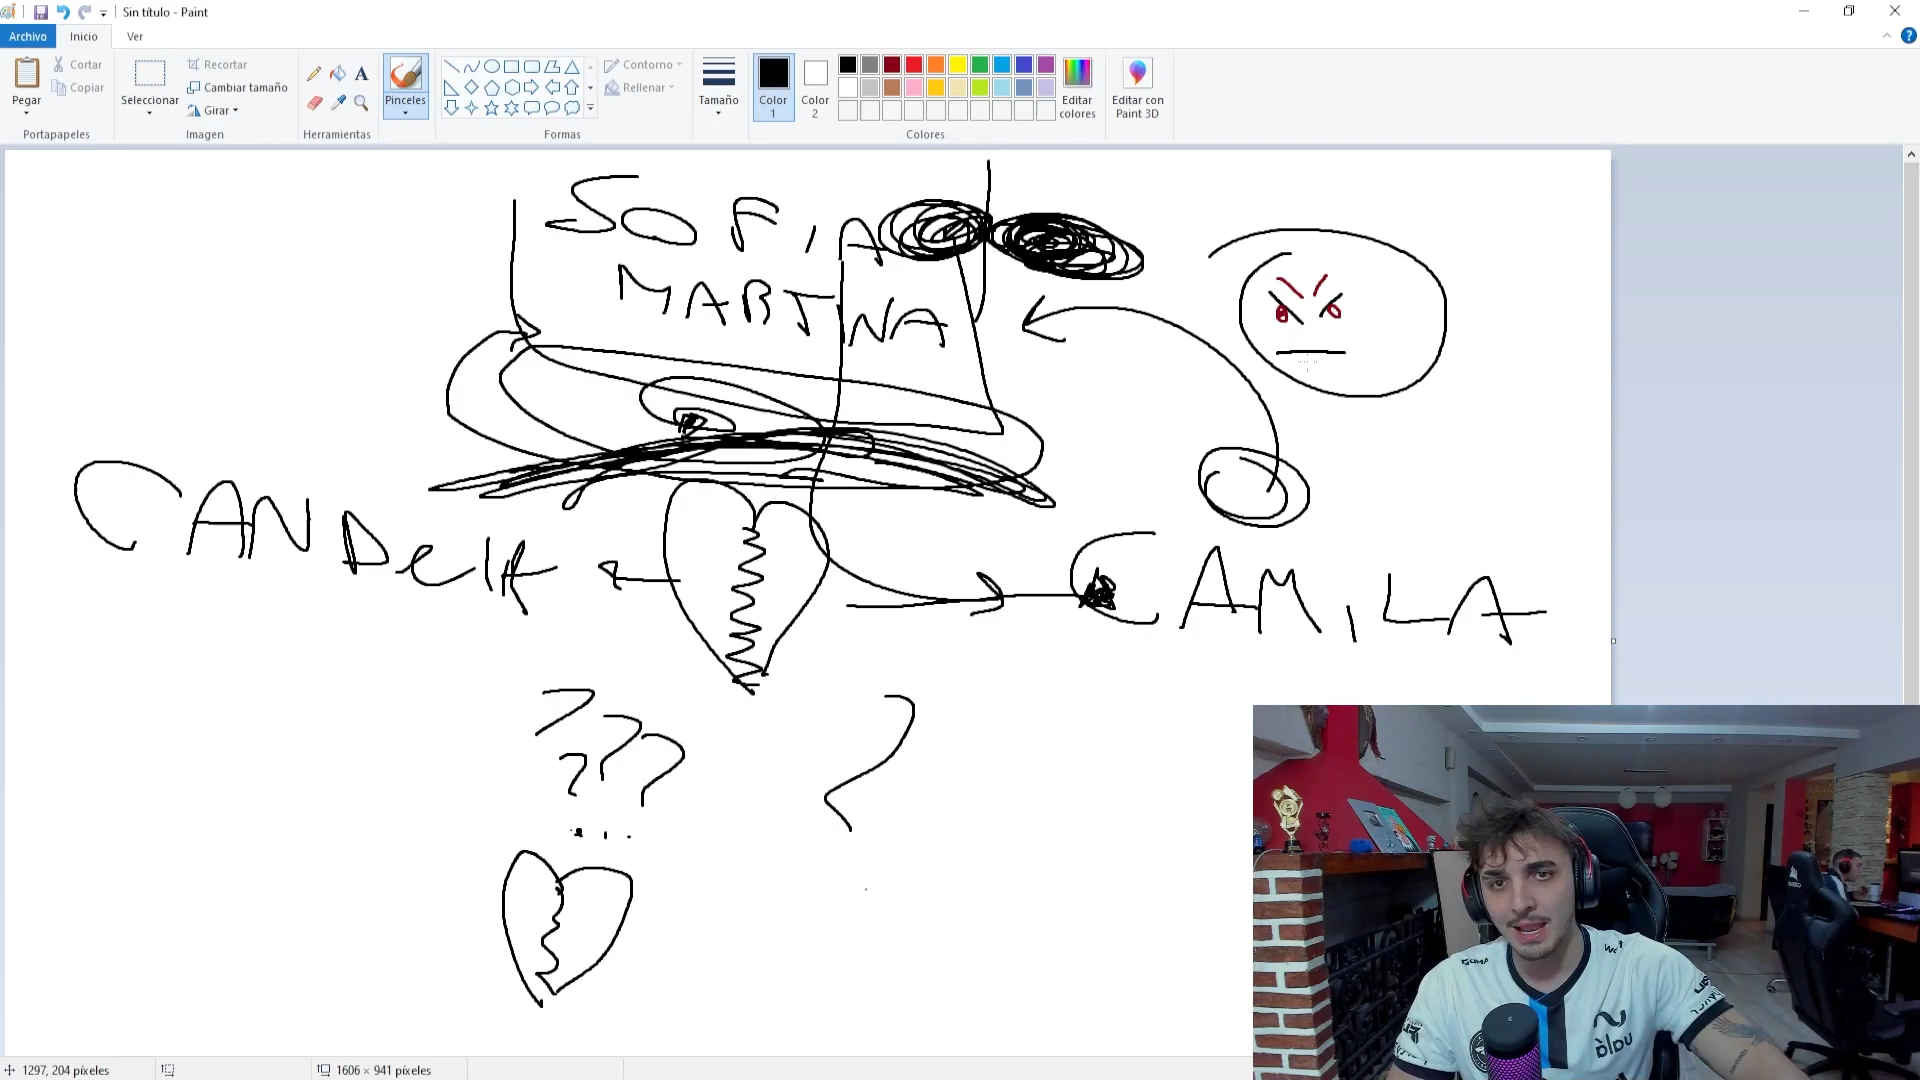 Sin título - Paint
Archivo Inicio Ver
Pegar
Cortar
Copiar
Portapapeles
Seleccionar
Recortar
Cambiar tamaño
Girar
Imagen
A
Herramientas
Pinceles
Contorno
Rellenar
Formas
Tamaño
Color 1
Color 2
Editar colores
Editar con Paint 3D
Colores
SOFIA
MARTINA
CANDelA
CAMILA
????
...
?
ualá
1297, 204 píxeles
1606 × 941 píxeles